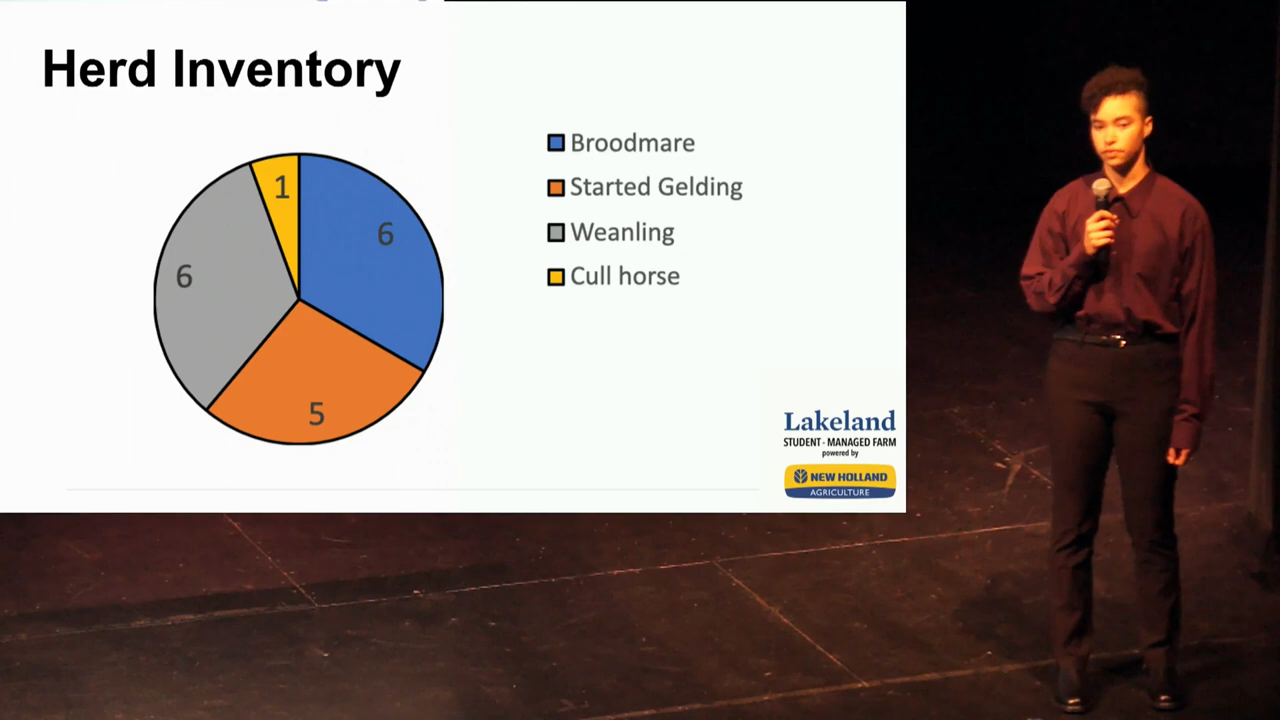 Herd Inventory
1
6
6
5
Broodmare
Started Gelding
Weanling
Cull horse
Lakeland
STUDENT - MANAGED FARM
powered by
NEW HOLLAND
AGRICULTURE